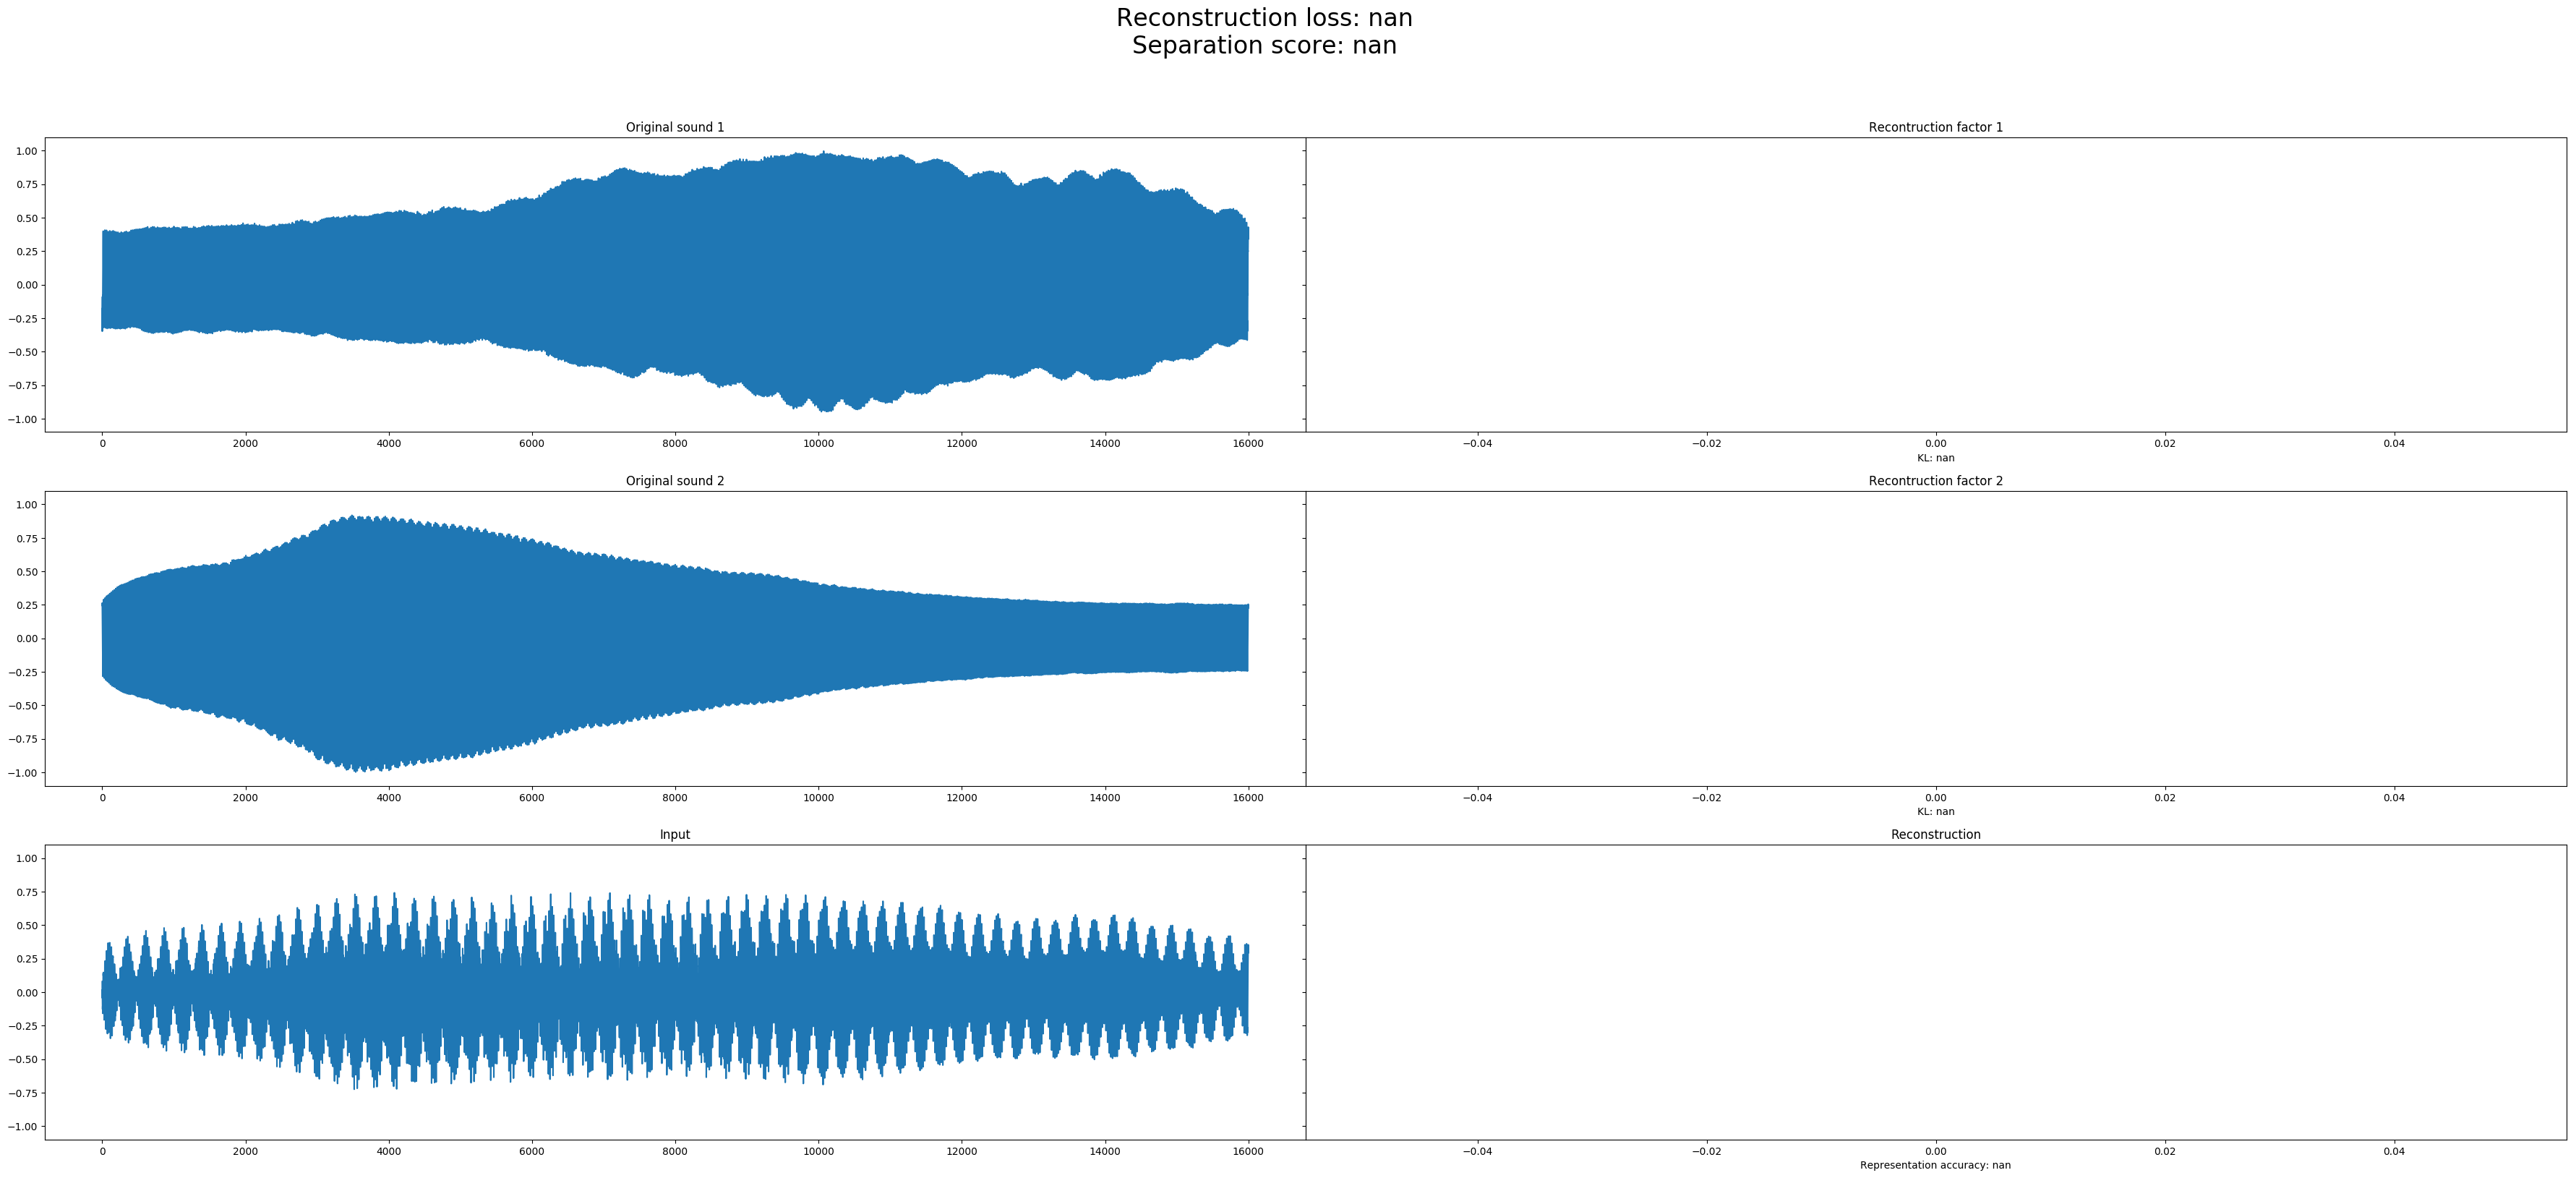 Reconstruction loss: nan
Separation score: nan
Original sound 1
Recontruction factor 1
1.00
0.75
0.50
0.25
0.00
−0.25
−0.50
−0.75
−1.00
0 2000 4000 6000 8000 10000 12000 14000 16000
−0.04 −0.02 0.00 0.02 0.04
KL: nan
Original sound 2
Recontruction factor 2
1.00
0.75
0.50
0.25
0.00
−0.25
−0.50
−0.75
−1.00
0 2000 4000 6000 8000 10000 12000 14000 16000
−0.04 −0.02 0.00 0.02 0.04
KL: nan
Input
Reconstruction
1.00
0.75
0.50
0.25
0.00
−0.25
−0.50
−0.75
−1.00
0 2000 4000 6000 8000 10000 12000 14000 16000
−0.04 −0.02 0.00 0.02 0.04
Representation accuracy: nan